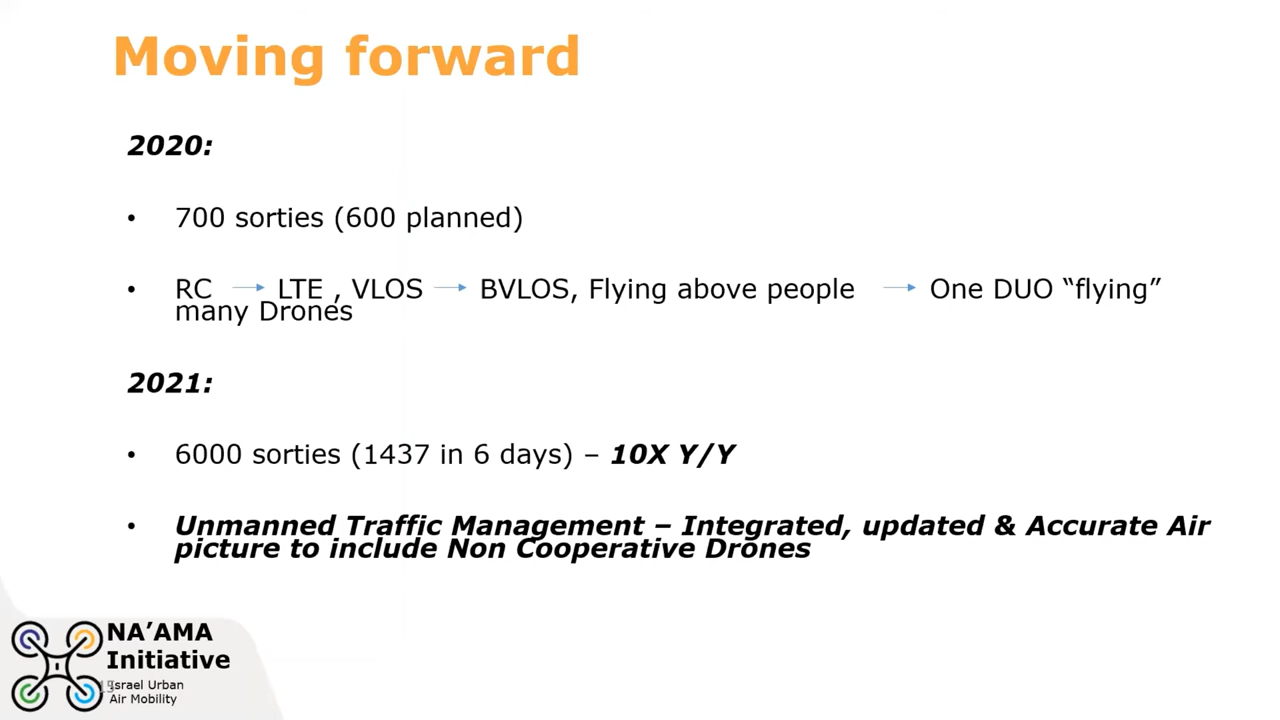 Moving forward
2020:
• 700 sorties (600 planned)
• RC → LTE , VLOS → BVLOS, Flying above people → One DUO “flying”
many Drones
2021:
• 6000 sorties (1437 in 6 days) – 10X Y/Y
• Unmanned Traffic Management – Integrated, updated & Accurate Air
picture to include Non Cooperative Drones
NA’AMA
Initiative
Israel Urban
Air Mobility